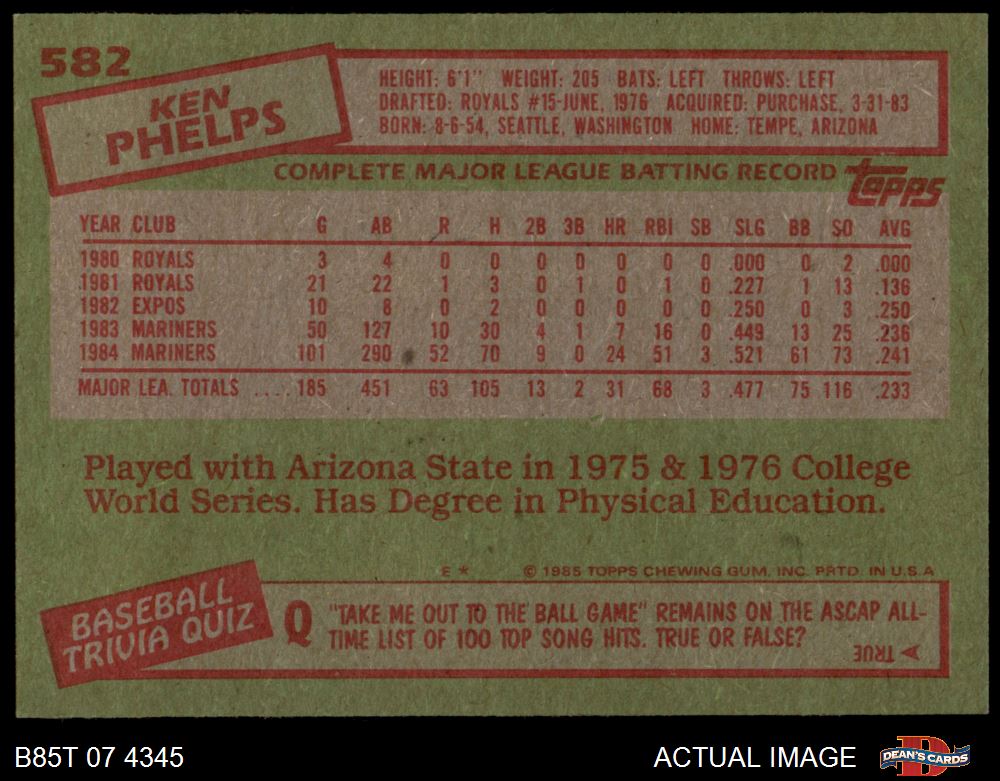 582
KEN
PHELPS
HEIGHT: 6'1" WEIGHT: 205 BATS: LEFT THROWS: LEFT
DRAFTED: ROYALS #15-JUNE, 1976 ACQUIRED: PURCHASE, 3-31-83
BORN: 8-6-54, SEATTLE, WASHINGTON HOME: TEMPE, ARIZONA
COMPLETE MAJOR LEAGUE BATTING RECORD topps
YEAR CLUB G AB R H 2B 3B HR RBI SB SLG BB SO AVG
1980 ROYALS 3 4 0 0 0 0 0 0 0 .000 0 2 .000
1981 ROYALS 21 22 1 3 0 1 0 1 0 .227 1 13 .136
1982 EXPOS 10 8 0 2 0 0 0 0 0 .250 0 3 .250
1983 MARINERS 50 127 10 30 4 1 7 16 0 .449 13 25 .236
1984 MARINERS 101 290 52 70 9 0 24 51 3 .521 61 73 .241
MAJOR LEA. TOTALS .... 185 451 63 105 13 2 31 68 3 .477 75 116 .233
Played with Arizona State in 1975 & 1976 College
World Series. Has Degree in Physical Education.
E * © 1985 TOPPS CHEWING GUM, INC. PRTD. IN U.S.A
BASEBALL
TRIVIA QUIZ
Q "TAKE ME OUT TO THE BALL GAME" REMAINS ON THE ASCAP ALL-
TIME LIST OF 100 TOP SONG HITS. TRUE OR FALSE?
A TRUE
B85T 07 4345 ACTUAL IMAGE DEAN'S CARDS